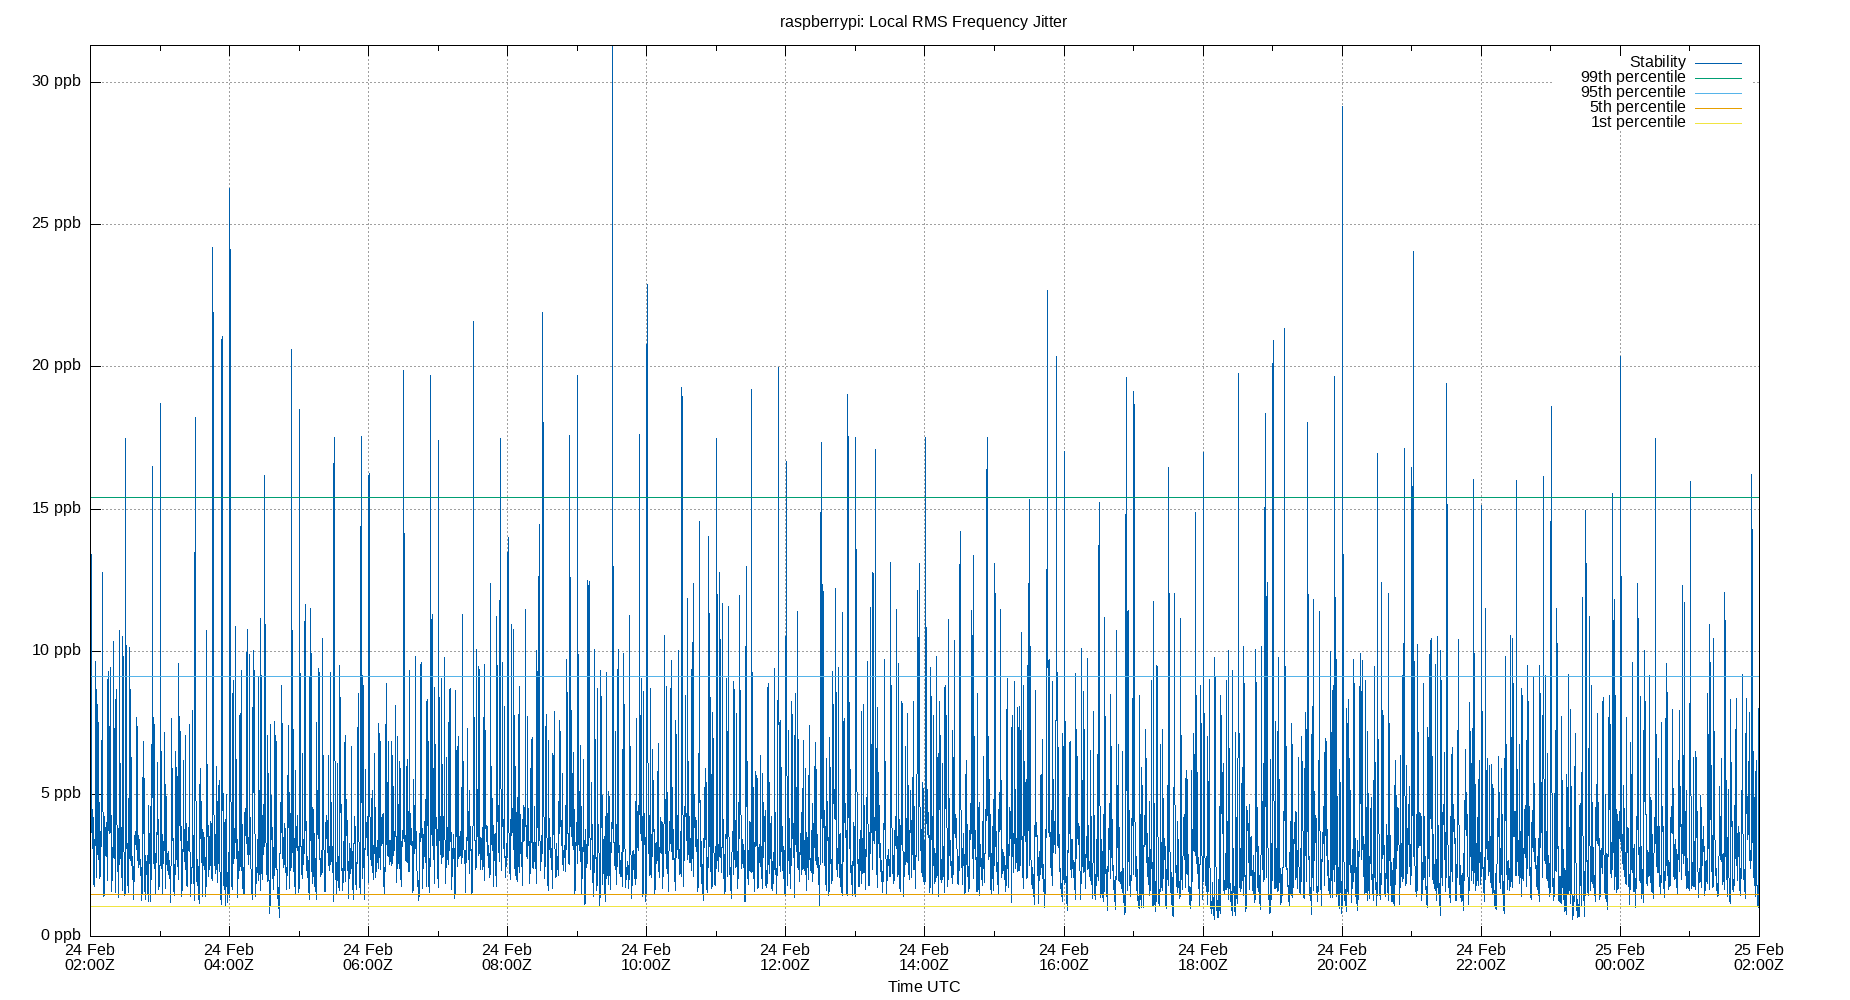 raspberrypi: Local RMS Frequency Jitter
30 ppb
25 ppb
20 ppb
15 ppb
10 ppb
5 ppb
0 ppb
Stability
99th percentile
95th percentile
5th percentile
1st percentile
24 Feb 24 Feb 24 Feb 24 Feb 24 Feb 24 Feb 24 Feb 24 Feb 24 Feb 24 Feb 24 Feb 25 Feb 25 Feb
02:00Z 04:00Z 06:00Z 08:00Z 10:00Z 12:00Z 14:00Z 16:00Z 18:00Z 20:00Z 22:00Z 00:00Z 02:00Z
Time UTC